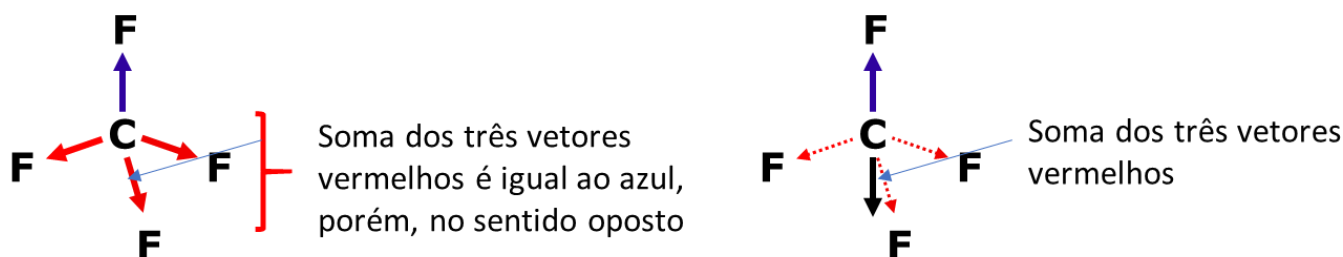 F
C
F
F
F
Soma dos três vetores
vermelhos é igual ao azul,
porém, no sentido oposto
F
C
F
F
F
Soma dos três vetores
vermelhos